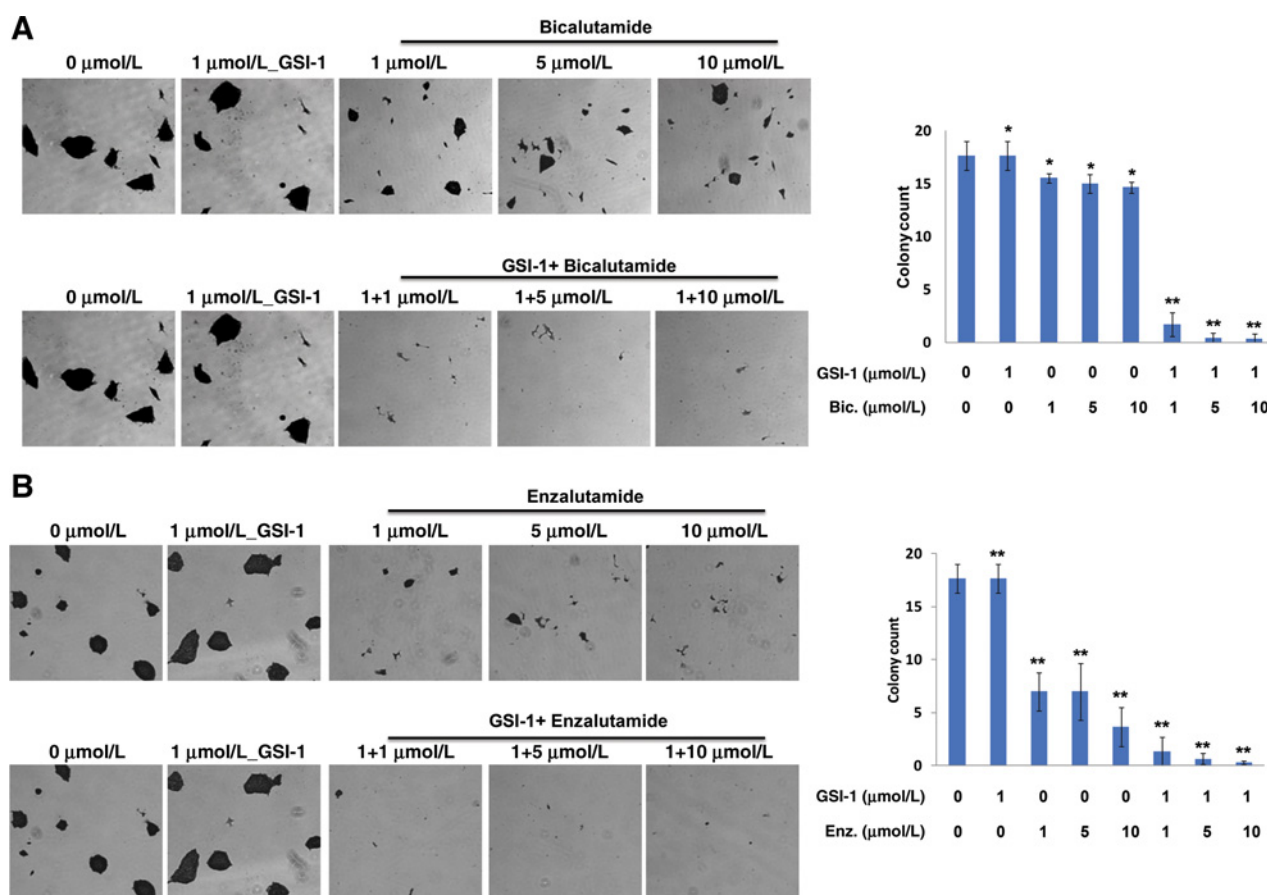 A
Bicalutamide
0 μmol/L 1 μmol/L_GSI-1 1 μmol/L 5 μmol/L 10 μmol/L
GSI-1+ Bicalutamide
0 μmol/L 1 μmol/L_GSI-1 1+1 μmol/L 1+5 μmol/L 1+10 μmol/L
Colony count
20
15
10
5
0
* * * * ** ** **
GSI-1 (μmol/L) 0 1 0 0 0 1 1 1
Bic. (μmol/L) 0 0 1 5 10 1 5 10
B
Enzalutamide
0 μmol/L 1 μmol/L_GSI-1 1 μmol/L 5 μmol/L 10 μmol/L
GSI-1+ Enzalutamide
0 μmol/L 1 μmol/L_GSI-1 1+1 μmol/L 1+5 μmol/L 1+10 μmol/L
Colony count
20
15
10
5
0
** ** ** ** ** ** **
GSI-1 (μmol/L) 0 1 0 0 0 1 1 1
Enz. (μmol/L) 0 0 1 5 10 1 5 10